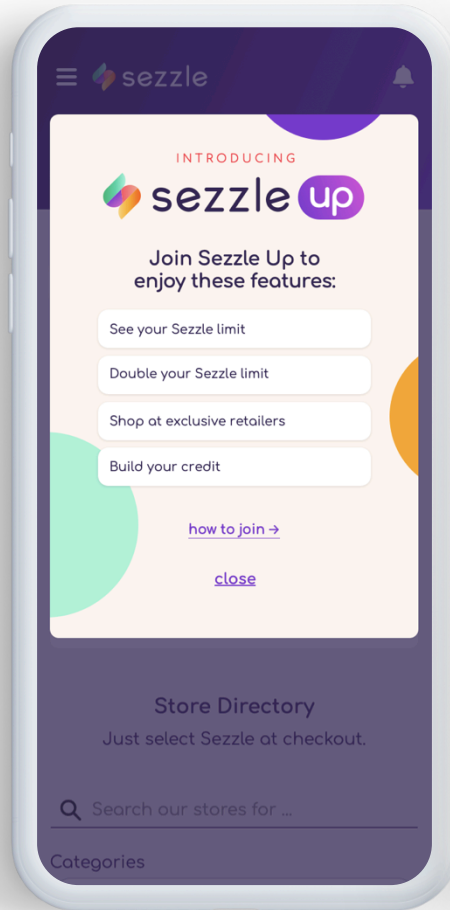 sezzle
INTRODUCING
sezzle up
Join Sezzle Up to
enjoy these features:
See your Sezzle limit
Double your Sezzle limit
Shop at exclusive retailers
Build your credit
how to join →
close
Store Directory
Just select Sezzle at checkout.
Search our stores for ...
Categories